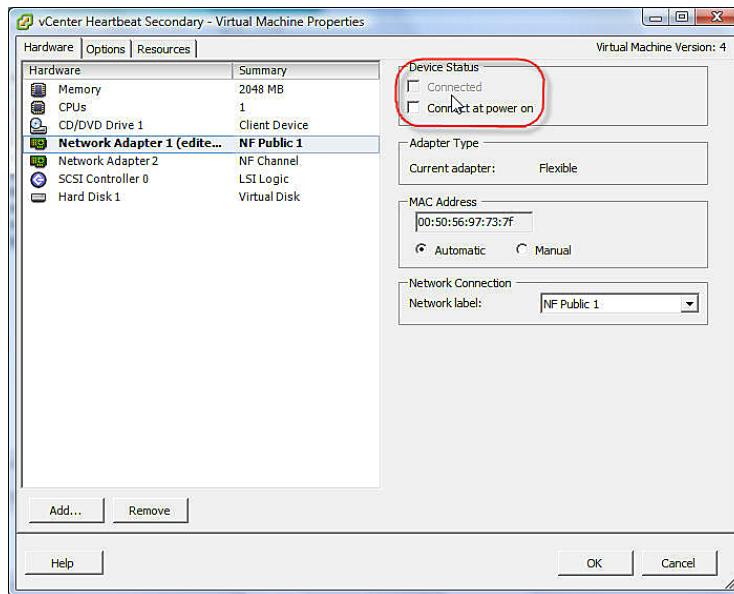 vCenter Heartbeat Secondary - Virtual Machine Properties
Hardware Options Resources Virtual Machine Version: 4
Hardware Summary
Memory 2048 MB
CPUs 1
CD/DVD Drive 1 Client Device
Network Adapter 1 (edite... NF Public 1
Network Adapter 2 NF Channel
SCSI Controller 0 LSI Logic
Hard Disk 1 Virtual Disk
Add... Remove
Device Status
Connected
Connect at power on
Adapter Type
Current adapter: Flexible
MAC Address
00:50:56:97:73:7f
Automatic Manual
Network Connection
Network label: NF Public 1
Help OK Cancel